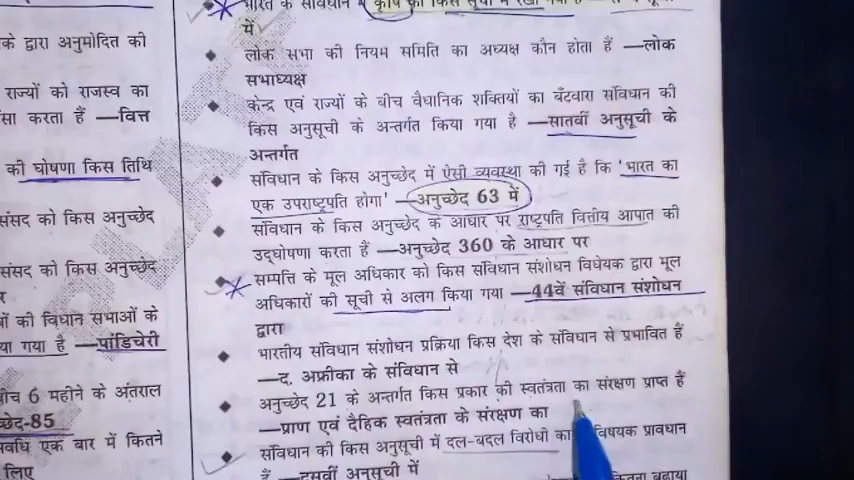 के द्वारा अनुमोदित की
राज्यों को राजस्व का
सा करता हैं —वित्त
की घोषणा किस तिथि
संसद को किस अनुच्छेद
संसद को किस अनुच्छेद
र
ओं की विधान सभाओं के
या गया है —पांडिचेरी
बीच 6 महीने के अंतराल
च्छेद-85
अवधि एक बार में कितने
लिए
भारत के संविधान में कृषि को किस सूची में रखा गया है
में
लोक सभा की नियम समिति का अध्यक्ष कौन होता हैं —लोक
सभाध्यक्ष
केन्द्र एवं राज्यों के बीच वैधानिक शक्तियों का बँटवारा संविधान की
किस अनुसूची के अन्तर्गत किया गया है —सातवीं अनुसूची के
अन्तर्गत
संविधान के किस अनुच्छेद में ऐसी व्यवस्था की गई है कि 'भारत का
एक उपराष्ट्रपति होगा' —अनुच्छेद 63 में
संविधान के किस अनुच्छेद के आधार पर राष्ट्रपति वित्तीय आपात की
उद्घोषणा करता हैं —अनुच्छेद 360 के आधार पर
सम्पत्ति के मूल अधिकार को किस संविधान संशोधन विधेयक द्वारा मूल
अधिकारों की सूची से अलग किया गया —44वें संविधान संशोधन
द्वारा
भारतीय संविधान संशोधन प्रक्रिया किस देश के संविधान से प्रभावित हैं
—द. अफ्रीका के संविधान से
अनुच्छेद 21 के अन्तर्गत किस प्रकार की स्वतंत्रता का संरक्षण प्राप्त हैं
—प्राण एवं दैहिक स्वतंत्रता के संरक्षण का
संविधान की किस अनुसूची में दल-बदल विरोधी का विषयक प्रावधान
हैं —दसवीं अनुसूची में